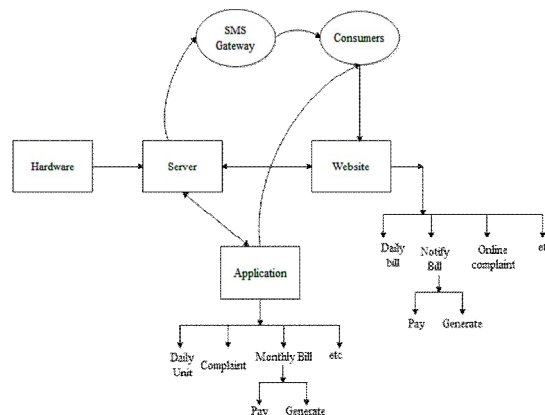 SMS
Gateway
Consumers
Hardware
Server
Website
Application
Daily
bill
Notify
Bill
Online
complaint
et
Daily
Unit
Complaint
Monthly Bill
etc
Pay
Generate
Pay
Generate